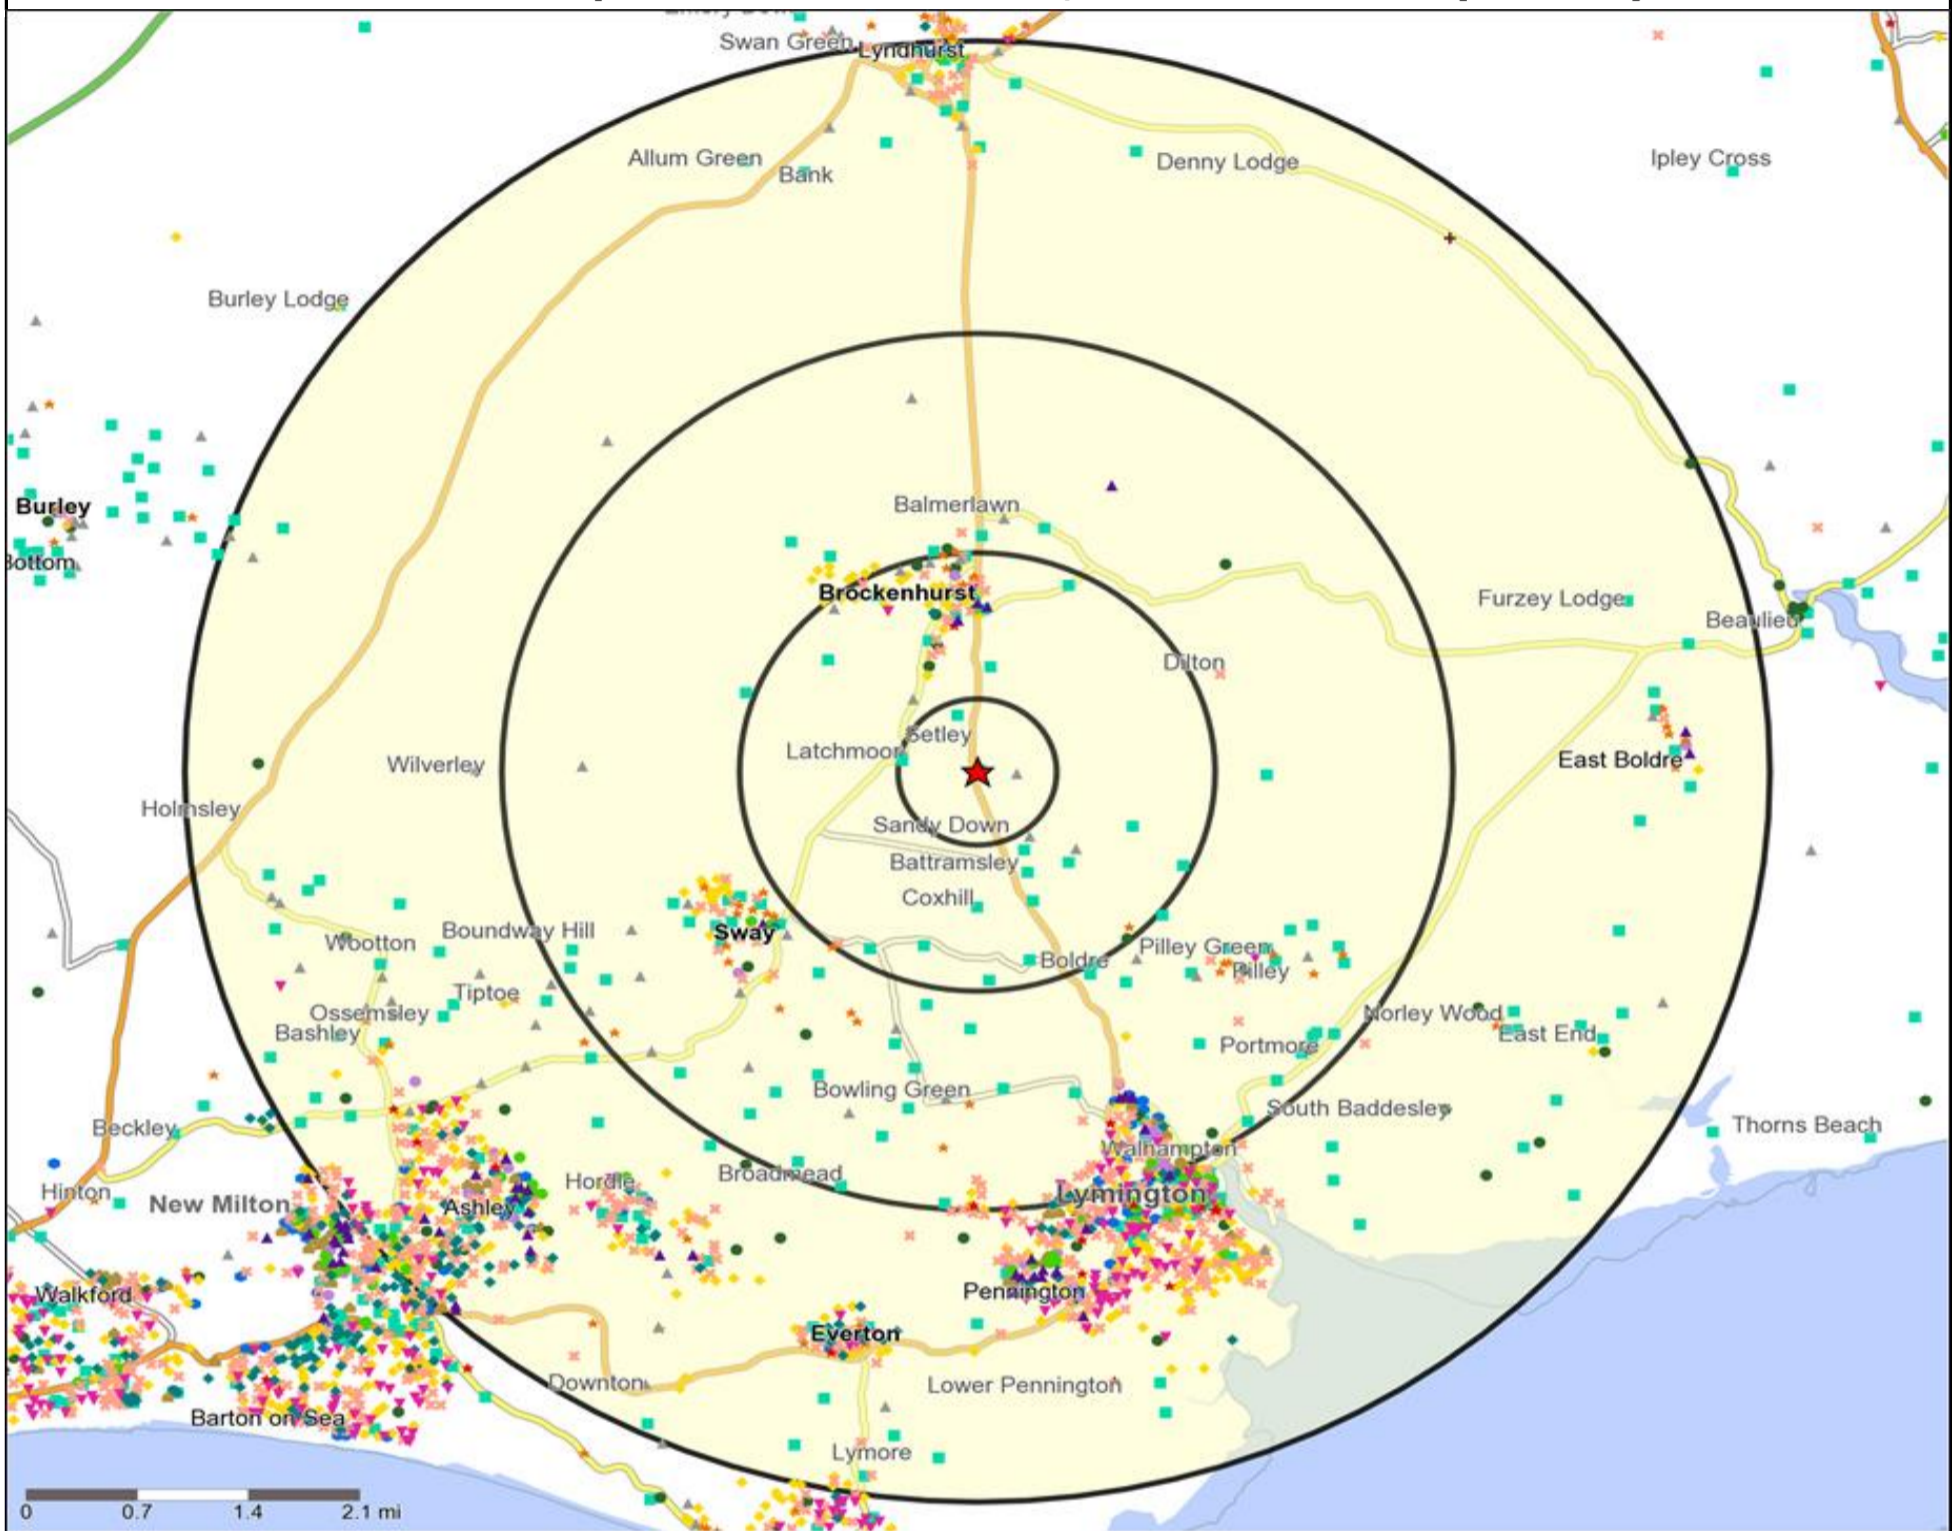 Swan Green
Lyndhurst
Allum Green
Bank
Denny Lodge
Ipley Cross
Burley Lodge
Balmerlawn
Burley
Bottom
Brockenhurst
Furzey Lodge
Beaulieu
Dilton
Setley
Latchmoor
Wilverley
East Boldre
Holmsley
Sandy Down
Battramsley
Coxhill
Sway
Boundway Hill
Wootton
Pilley Green
Boldre
Pilley
Tiptoe
Ossemsley
Bashley
Norley Wood
East End
Portmore
Bowling Green
South Baddesley
Beckley
Thorns Beach
Walhampton
Broadmead
Hordle
Hinton
New Milton
Ashley
Lymington
Walkford
Pennington
Everton
Downton
Lower Pennington
Barton on Sea
Lymore
0 0.7 1.4 2.1 mi